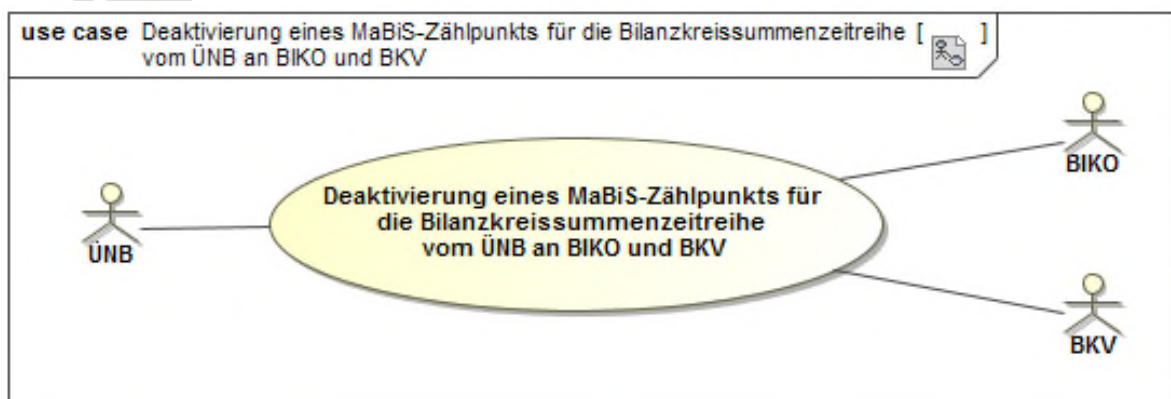 use case Deaktivierung eines MaBiS-Zählpunkts für die Bilanzkreissummenzeitreihe [ ]
vom ÜNB an BIKO und BKV
BIKO
Deaktivierung eines MaBiS-Zählpunkts für
die Bilanzkreissummenzeitreihe
vom ÜNB an BIKO und BKV
ÜNB
BKV